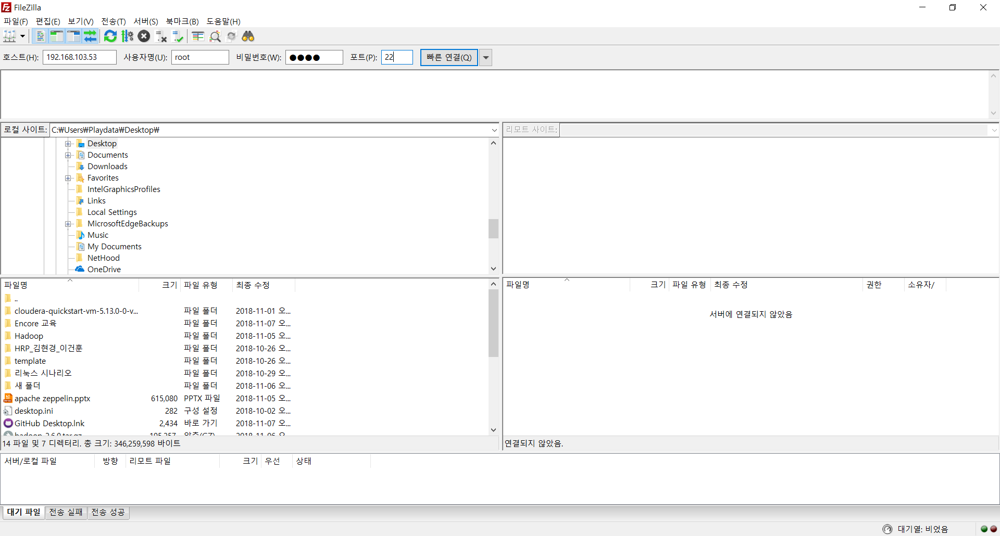 FileZilla
파일(F) 편집(E) 보기(V) 전송(T) 서버(S) 북마크(B) 도움말(H)
호스트(H): 192.168.103.53 사용자명(U): root 비밀번호(W): ●●●● 포트(P): 22 빠른 연결(Q)
로컬 사이트: C:₩Users₩Playdata₩Desktop₩
Desktop
Documents
Downloads
Favorites
IntelGraphicsProfiles
Links
Local Settings
MicrosoftEdgeBackups
Music
My Documents
NetHood
OneDrive
리모트 사이트:
파일명 크기 파일 유형 최종 수정
..
cloudera-quickstart-vm-5.13.0-0-v... 파일 폴더 2018-11-01 오...
Encore 교육 파일 폴더 2018-11-07 오...
Hadoop 파일 폴더 2018-11-05 오...
HRP_김현경_이건훈 파일 폴더 2018-10-26 오...
template 파일 폴더 2018-10-26 오...
리눅스 시나리오 파일 폴더 2018-10-29 오...
새 폴더 파일 폴더 2018-11-06 오...
apache zeppelin.pptx 615,080 PPTX 파일 2018-11-05 오...
desktop.ini 282 구성 설정 2018-10-02 오...
GitHub Desktop.lnk 2,434 바로 가기 2018-11-07 오...
hadoop-2.6.0.tar.gz 195,257, 압축(GZ) 2018-11-06 오...
14 파일 및 7 디렉터리. 총 크기: 346,259,598 바이트
파일명 크기 파일 유형 최종 수정 권한 소유자/
서버에 연결되지 않았음
연결되지 않았음.
서버/로컬 파일 방향 리모트 파일 크기 우선 상태
대기 파일 전송 실패 전송 성공
대기열: 비었음